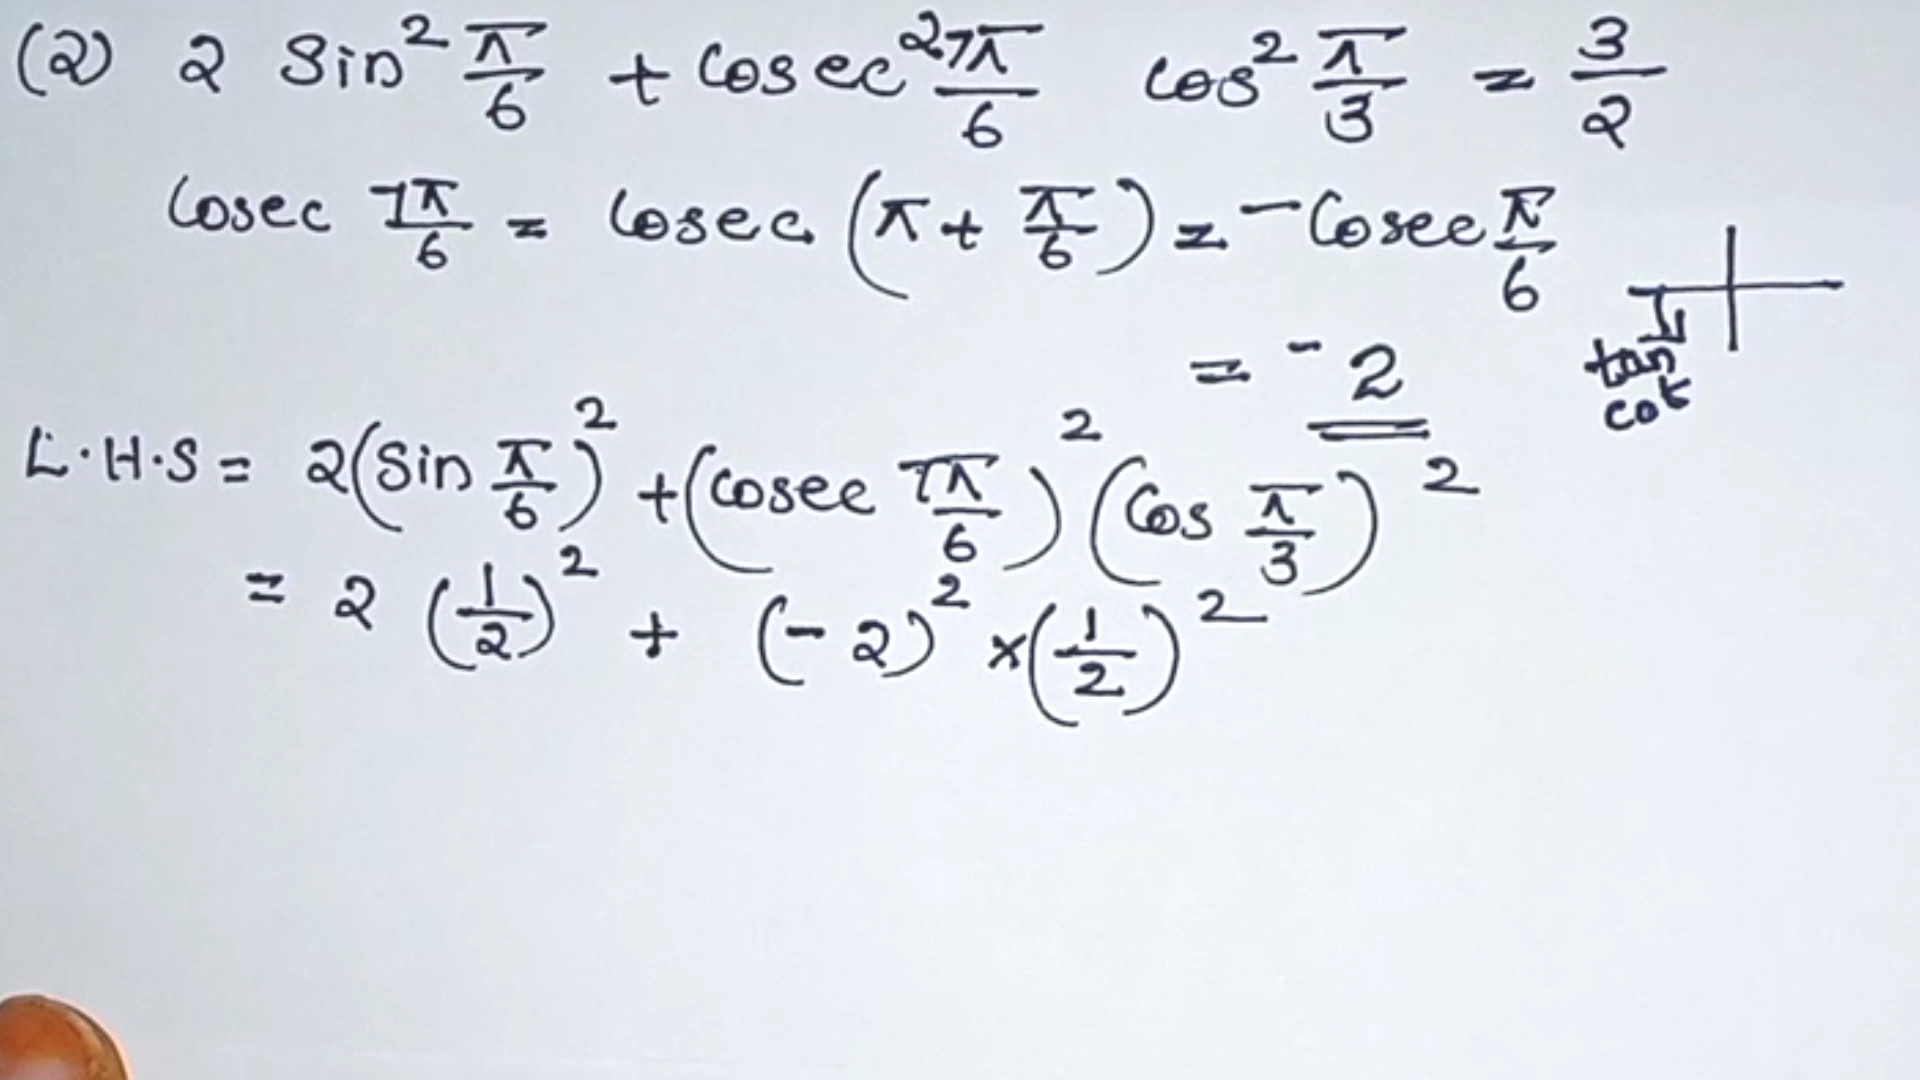 (2) 2 Sin² π/6 + Cosec² 7π/6 cos² π/3 = 3/2
Cosec 7π/6 = Cosec (π + π/6) = -Cosec π/6
= -2
tan
cot
L.H.S = 2(Sin π/6)² + (Cosec 7π/6)² (Cos π/3)²
= 2 (1/2)² + (-2)² × (1/2)²